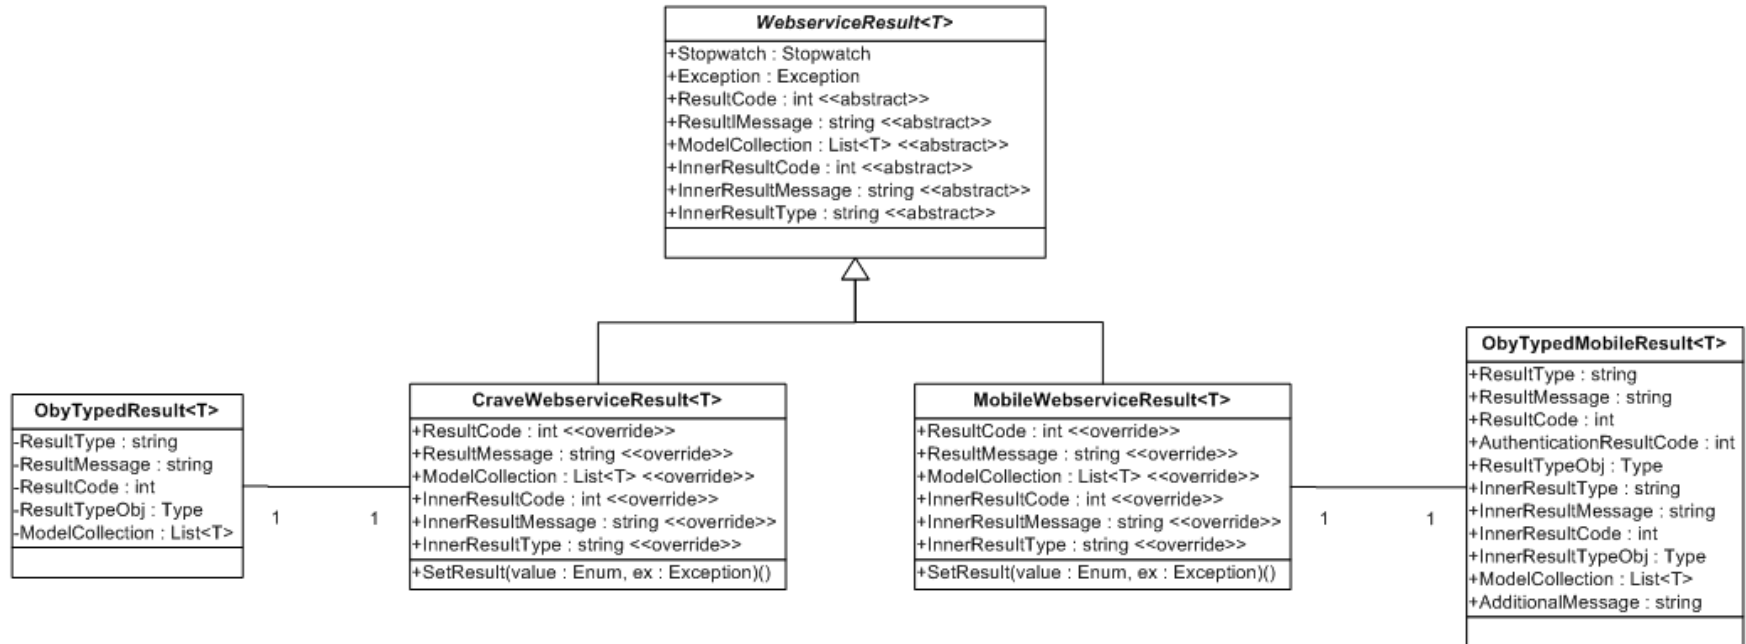 WebserviceResult<T>
+Stopwatch : Stopwatch
+Exception : Exception
+ResultCode : int <<abstract>>
+ResultlMessage : string <<abstract>>
+ModelCollection : List<T> <<abstract>>
+InnerResultCode : int <<abstract>>
+InnerResultMessage : string <<abstract>>
+InnerResultType : string <<abstract>>
ObyTypedResult<T>
-ResultType : string
-ResultMessage : string
-ResultCode : int
-ResultTypeObj : Type
-ModelCollection : List<T>
1
1
CraveWebserviceResult<T>
+ResultCode : int <<override>>
+ResultMessage : string <<override>>
+ModelCollection : List<T> <<override>>
+InnerResultCode : int <<override>>
+InnerResultMessage : string <<override>>
+InnerResultType : string <<override>>
+SetResult(value : Enum, ex : Exception)()
MobileWebserviceResult<T>
+ResultCode : int <<override>>
+ResultMessage : string <<override>>
+ModelCollection : List<T> <<override>>
+InnerResultCode : int <<override>>
+InnerResultMessage : string <<override>>
+InnerResultType : string <<override>>
+SetResult(value : Enum, ex : Exception)()
1
1
ObyTypedMobileResult<T>
+ResultType : string
+ResultMessage : string
+ResultCode : int
+AuthenticationResultCode : int
+ResultTypeObj : Type
+InnerResultType : string
+InnerResultMessage : string
+InnerResultCode : int
+InnerResultTypeObj : Type
+ModelCollection : List<T>
+AdditionalMessage : string